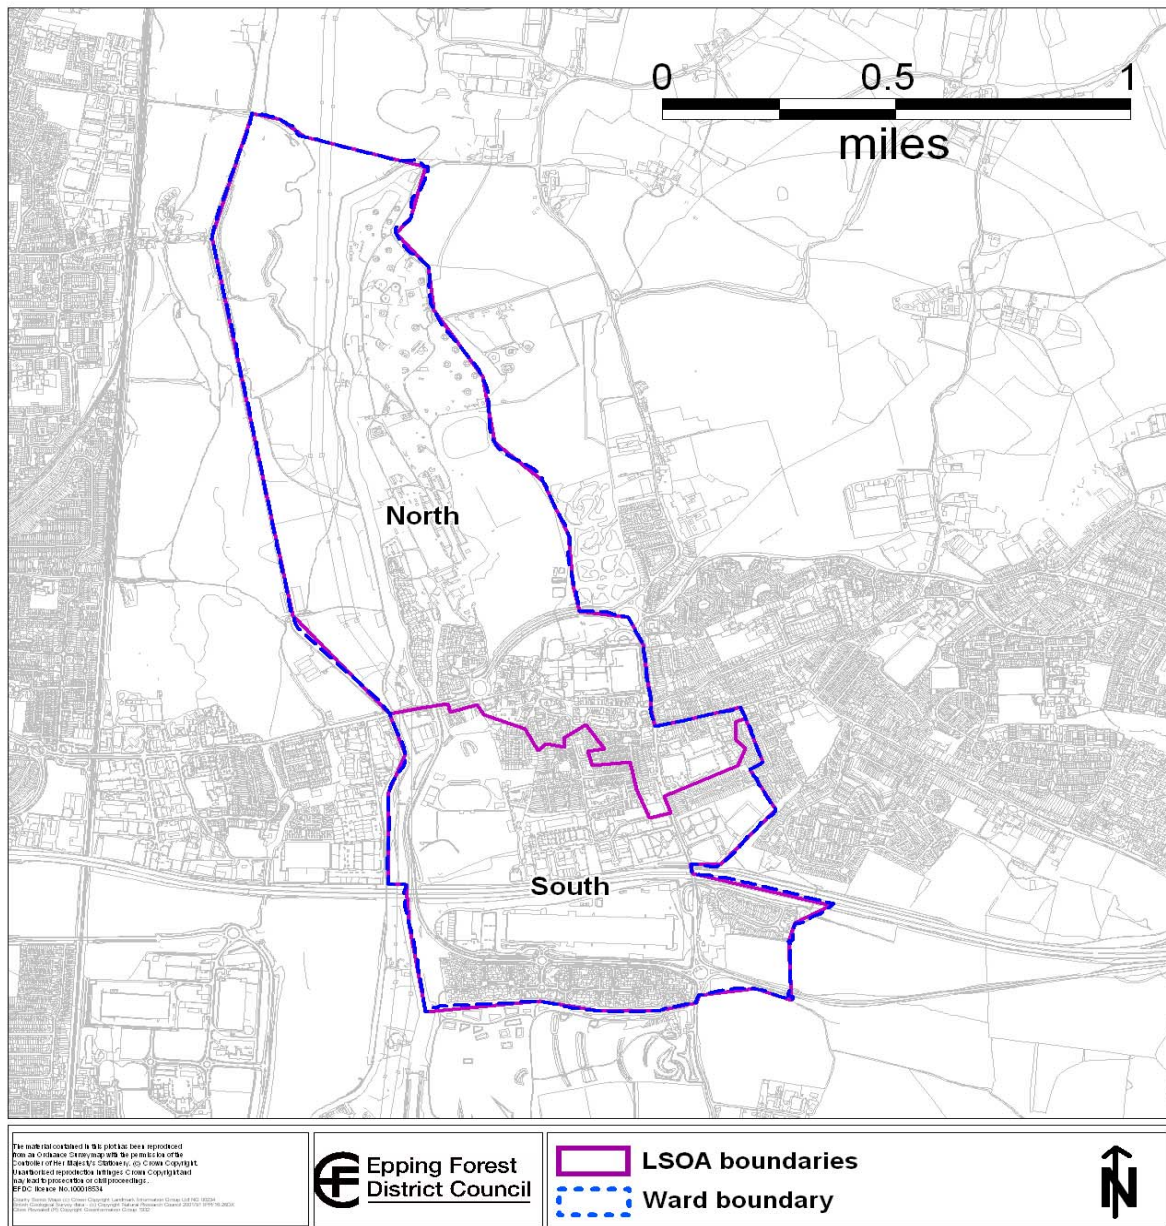 0 0.5 1
miles
North
South
The material contained in this plot has been reproduced
from an Ordnance Survey map with the permission of the
Controller of Her Majesty's Stationery. (c) Crown Copyright.
Unauthorised reproduction infringes Crown Copyright and
may lead to prosecution or civil proceedings.
EFDC licence No.100018534
Epping Forest
District Council
LSOA boundaries
Ward boundary
N